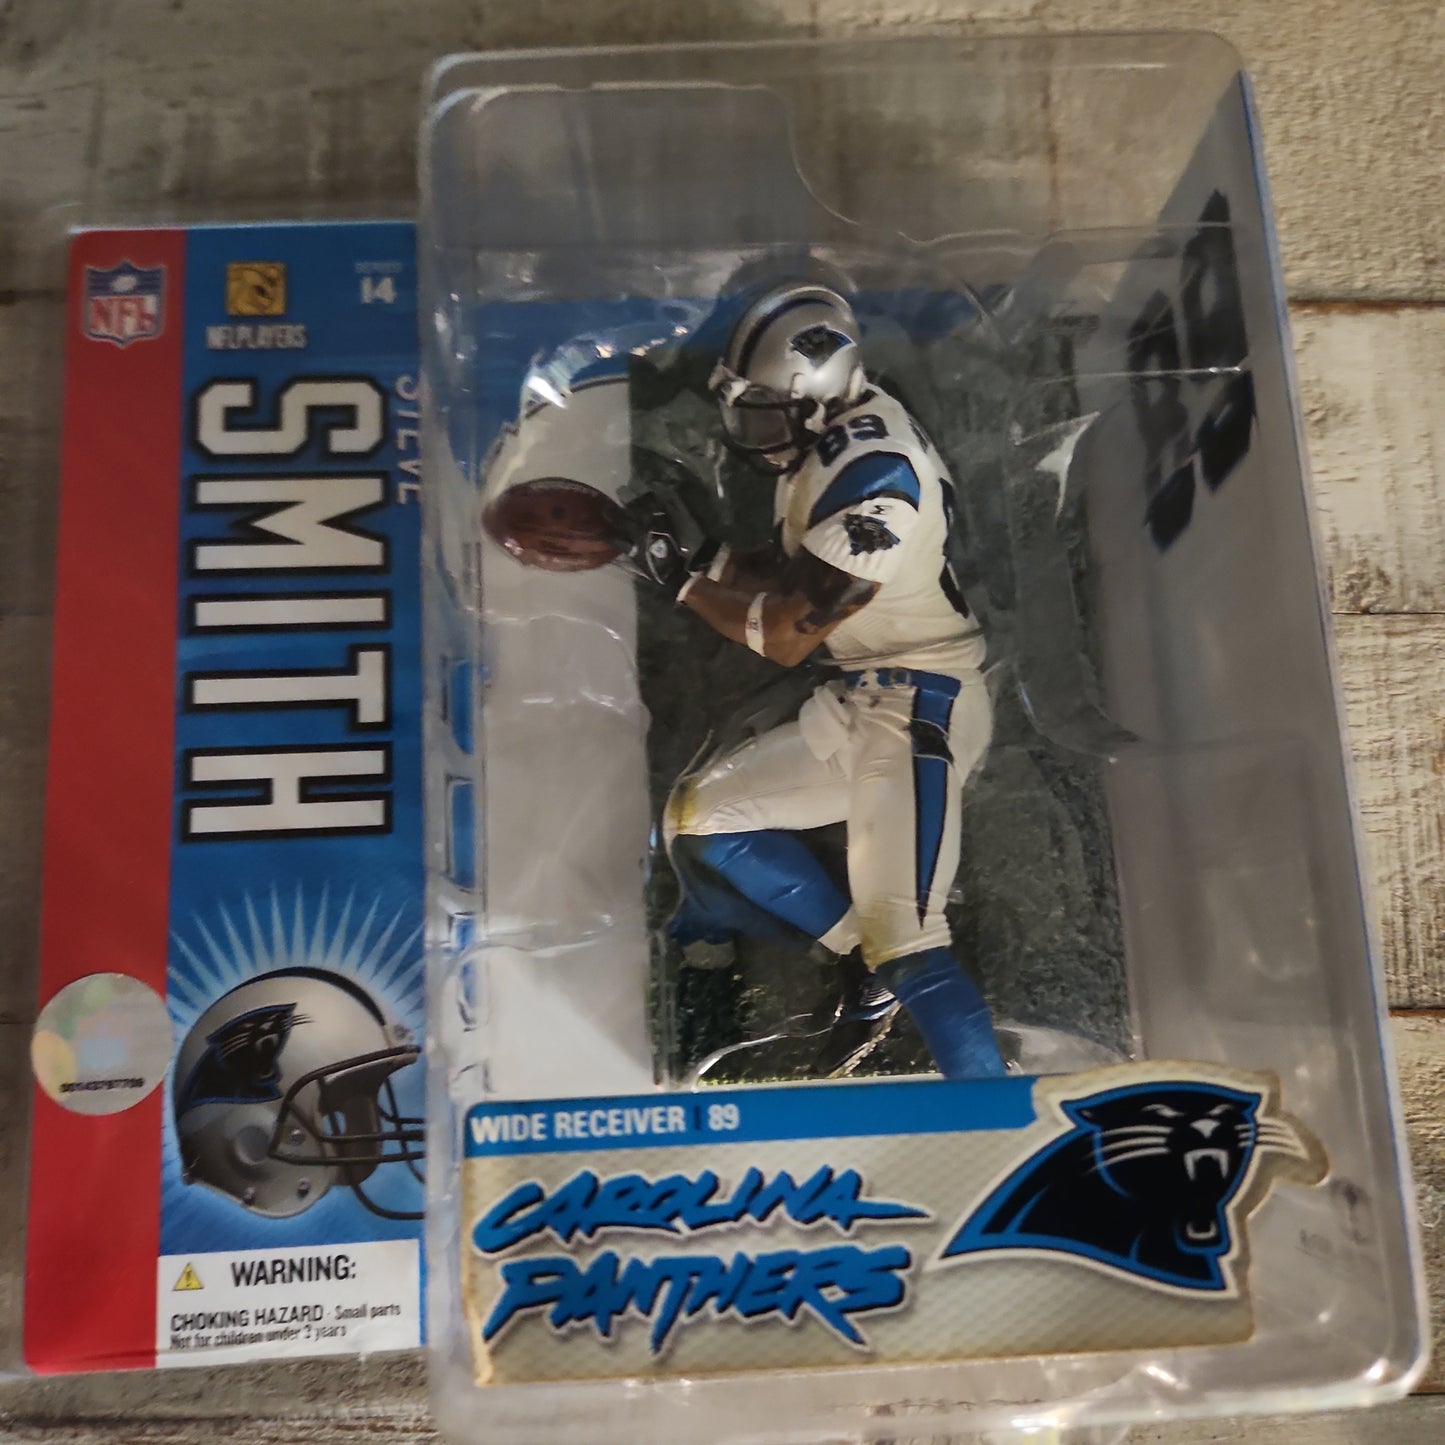 NFL
NFLPLAYERS
SERIES
14
STEVE
SMITH
89
WIDE RECEIVER | 89
CAROLINA
PANTHERS
WARNING:
CHOKING HAZARD - Small parts
Not for children under 3 years